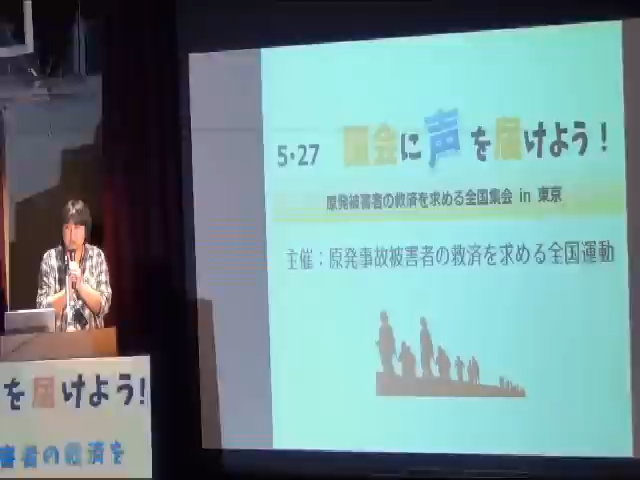 5・27 国会に声を届けよう！
原発被害者の救済を求める全国集会 in 東京
主催：原発事故被害者の救済を求める全国運動
を届けよう！
害者の救済を